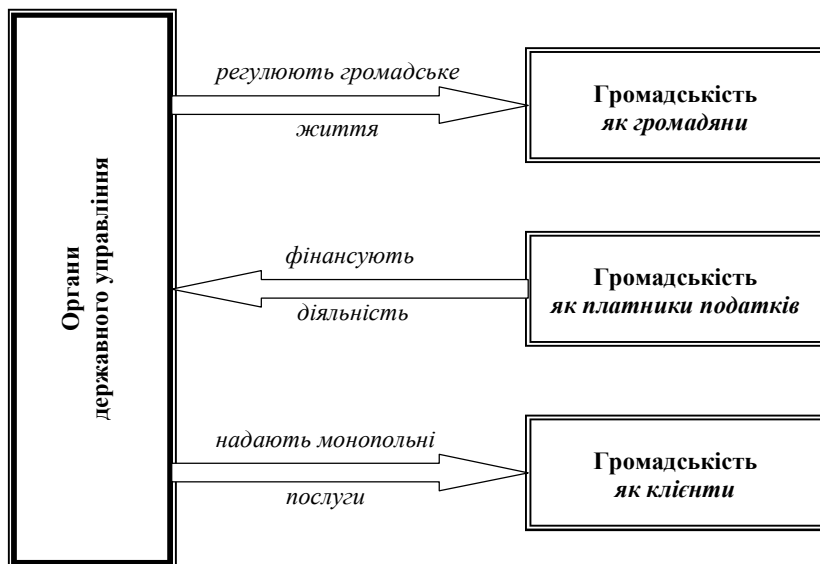 Органи
державного управління
регулюють громадське
життя
Громадськість
як громадяни
фінансують
діяльність
Громадськість
як платники податків
надають монопольні
послуги
Громадськість
як клієнти